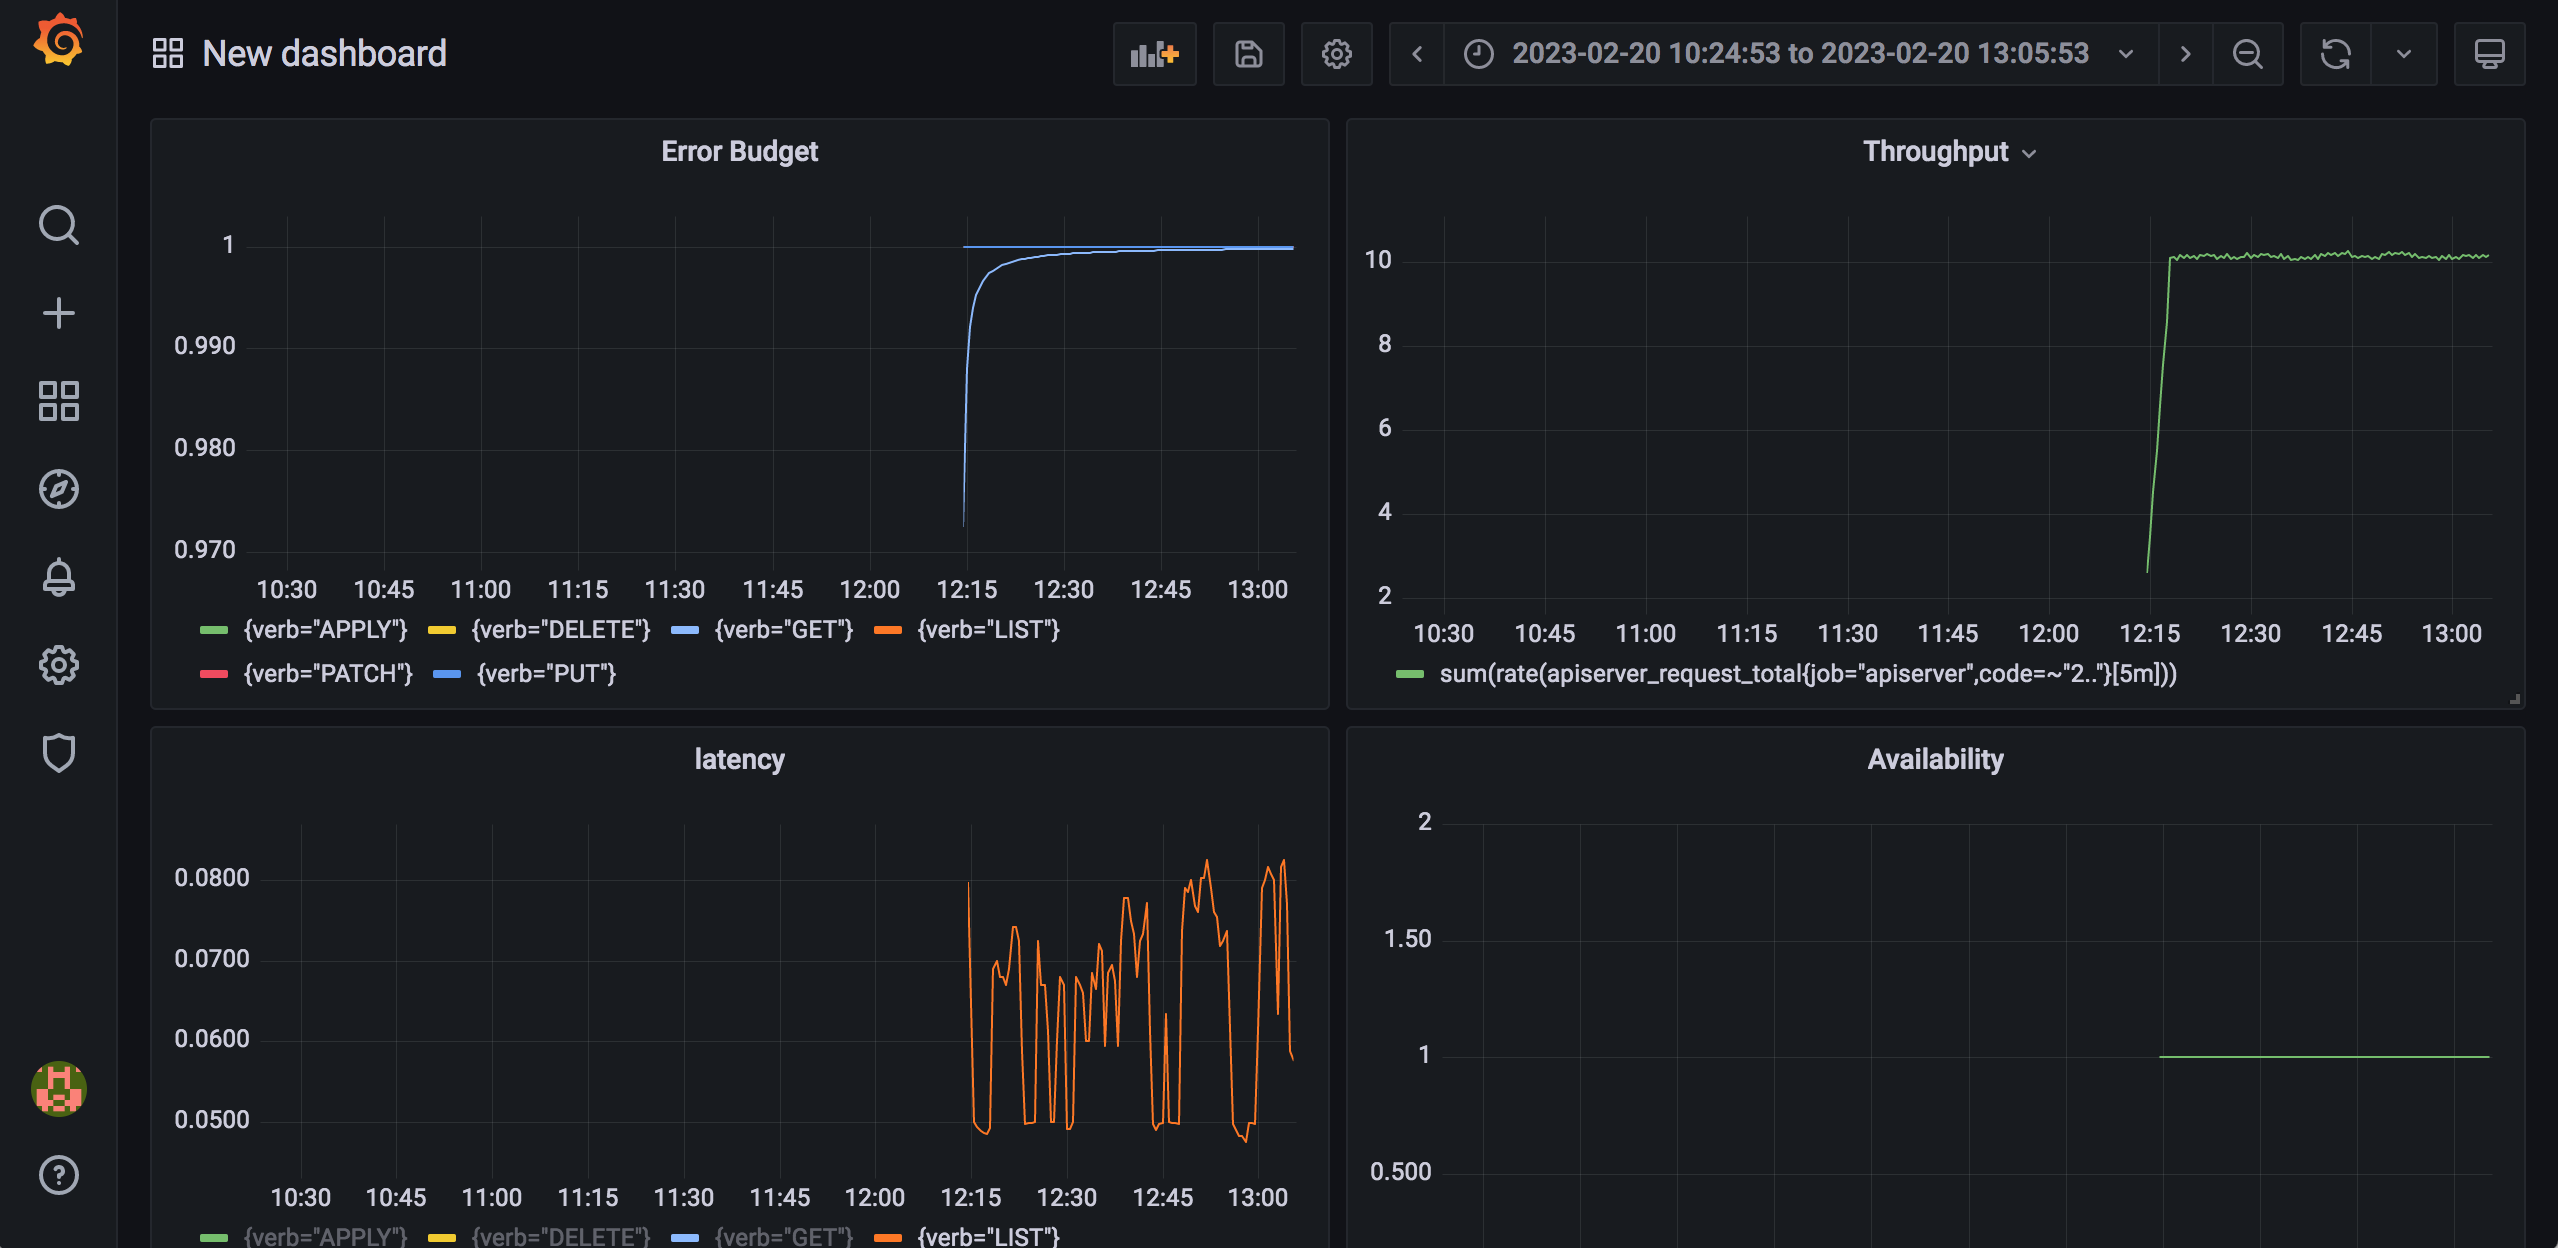 New dashboard
2023-02-20 10:24:53 to 2023-02-20 13:05:53
Error Budget
1
0.990
0.980
0.970
10:30 10:45 11:00 11:15 11:30 11:45 12:00 12:15 12:30 12:45 13:00
{verb="APPLY"} {verb="DELETE"} {verb="GET"} {verb="LIST"}
{verb="PATCH"} {verb="PUT"}
Throughput
10
8
6
4
2
10:30 10:45 11:00 11:15 11:30 11:45 12:00 12:15 12:30 12:45 13:00
sum(rate(apiserver_request_total{job="apiserver",code=~"2.."}[5m]))
latency
0.0800
0.0700
0.0600
0.0500
10:30 10:45 11:00 11:15 11:30 11:45 12:00 12:15 12:30 12:45 13:00
{verb="APPLY"} {verb="DELETE"} {verb="GET"} {verb="LIST"}
Availability
2
1.50
1
0.500